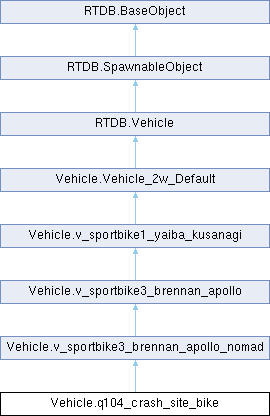 RTDB.BaseObject
RTDB.SpawnableObject
RTDB.Vehicle
Vehicle.Vehicle_2w_Default
Vehicle.v_sportbike1_yaiba_kusanagi
Vehicle.v_sportbike3_brennan_apollo
Vehicle.v_sportbike3_brennan_apollo_nomad
Vehicle.q104_crash_site_bike